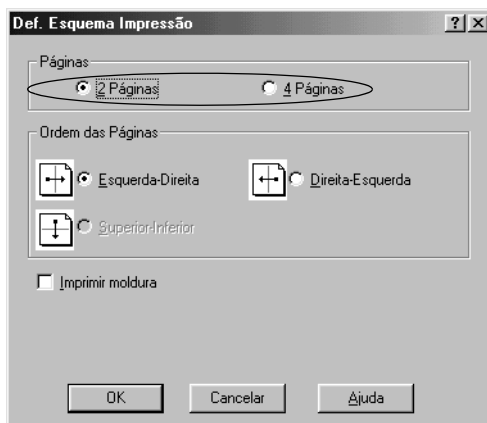 Def. Esquema Impressão
Páginas
2 Páginas 4 Páginas
Ordem das Páginas
Esquerda-Direita Direita-Esquerda
Superior-Inferior
Imprimir moldura
OK Cancelar Ajuda